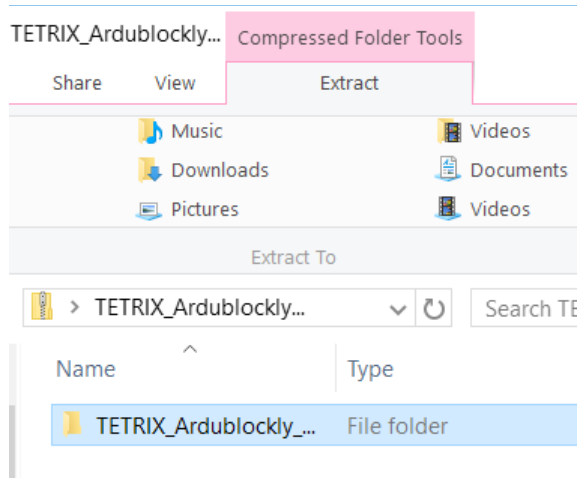 TETRIX_Ardublockly... Compressed Folder Tools
Share View Extract
Music Videos
Downloads Documents
Pictures Videos
Extract To
> TETRIX_Ardublockly... Search TE
Name Type
TETRIX_Ardublockly_... File folder